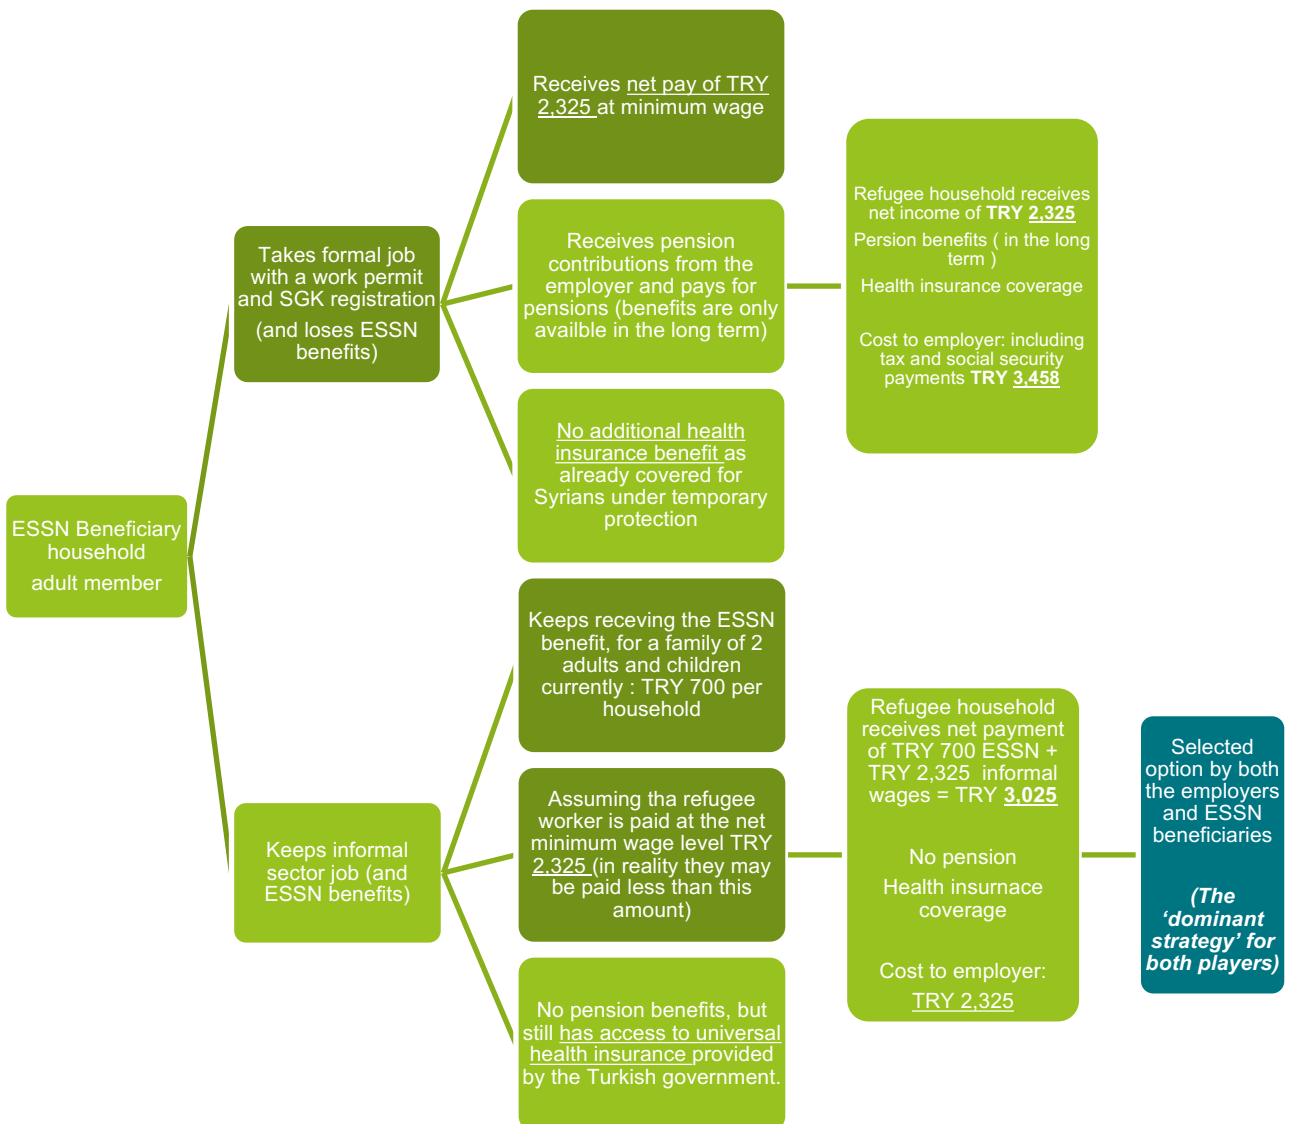 ESSN Beneficiary
household
adult member
Takes formal job
with a work permit
and SGK registration
(and loses ESSN
benefits)
Receives net pay of TRY
2,325 at minimum wage
Receives pension
contributions from the
employer and pays for
pensions (benefits are only
availble in the long term)
No additional health
insurance benefit as
already covered for
Syrians under temporary
protection
Refugee household receives
net income of TRY 2,325
Persion benefits ( in the long
term )
Health insurance coverage
Cost to employer: including
tax and social security
payments TRY 3,458
Keeps informal
sector job (and
ESSN benefits)
Keeps receving the ESSN
benefit, for a family of 2
adults and children
currently : TRY 700 per
household
Assuming tha refugee
worker is paid at the net
minimum wage level TRY
2,325 (in reality they may
be paid less than this
amount)
No pension benefits, but
still has access to universal
health insurance provided
by the Turkish government.
Refugee household
receives net payment
of TRY 700 ESSN +
TRY 2,325 informal
wages = TRY 3,025
No pension
Health insurnace
coverage
Cost to employer:
TRY 2,325
Selected
option by both
the employers
and ESSN
beneficiaries
(The
‘dominant
strategy’ for
both players)